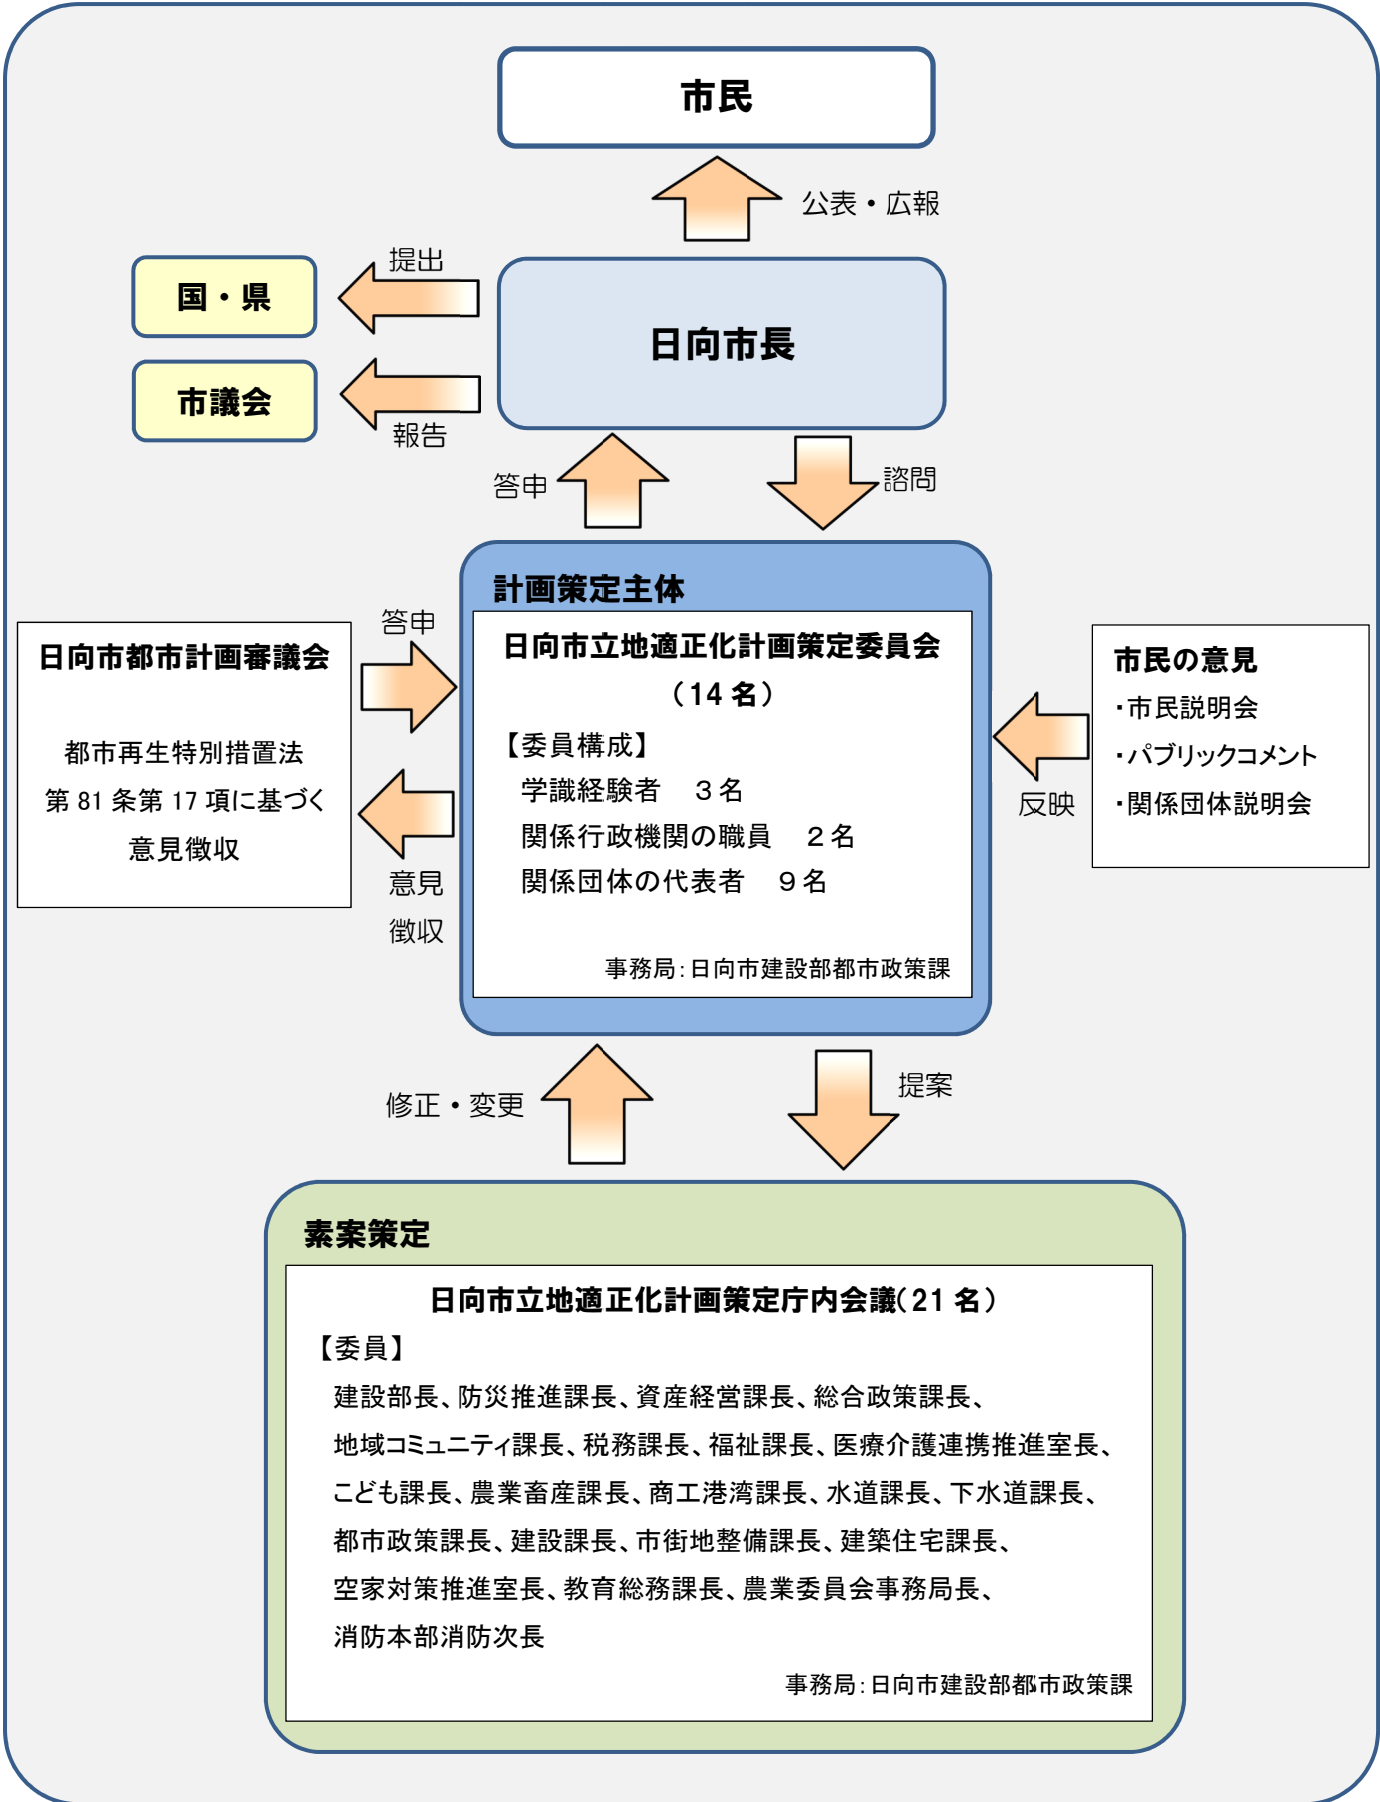 市民
公表・広報
提出
国・県
日向市長
市議会
報告
答申
諮問
計画策定主体
日向市立地適正化計画策定委員会
（14 名）
【委員構成】
学識経験者　３名
関係行政機関の職員　２名
関係団体の代表者　９名
事務局：日向市建設部都市政策課
答申
日向市都市計画審議会
都市再生特別措置法
第 81 条第 17 項に基づく
意見徴収
意見
徴収
市民の意見
・市民説明会
・パブリックコメント
・関係団体説明会
反映
修正・変更
提案
素案策定
日向市立地適正化計画策定庁内会議（21 名）
【委員】
建設部長、防災推進課長、資産経営課長、総合政策課長、
地域コミュニティ課長、税務課長、福祉課長、医療介護連携推進室長、
こども課長、農業畜産課長、商工港湾課長、水道課長、下水道課長、
都市政策課長、建設課長、市街地整備課長、建築住宅課長、
空家対策推進室長、教育総務課長、農業委員会事務局長、
消防本部消防次長
事務局：日向市建設部都市政策課